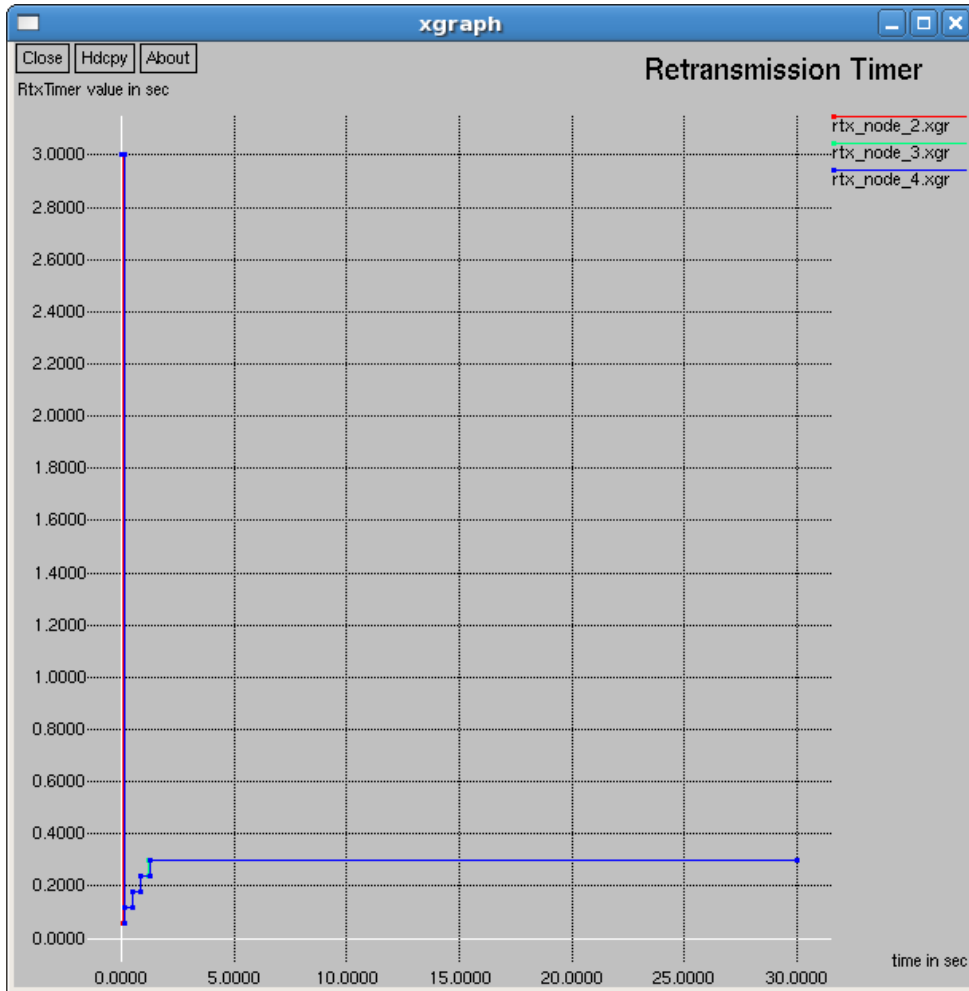 xgraph
Close Hdcpy About
Retransmission Timer
RtxTimer value in sec
rtx_node_2.xgr
rtx_node_3.xgr
rtx_node_4.xgr
3.0000
2.8000
2.6000
2.4000
2.2000
2.0000
1.8000
1.6000
1.4000
1.2000
1.0000
0.8000
0.6000
0.4000
0.2000
0.0000
time in sec
0.0000 5.0000 10.0000 15.0000 20.0000 25.0000 30.0000